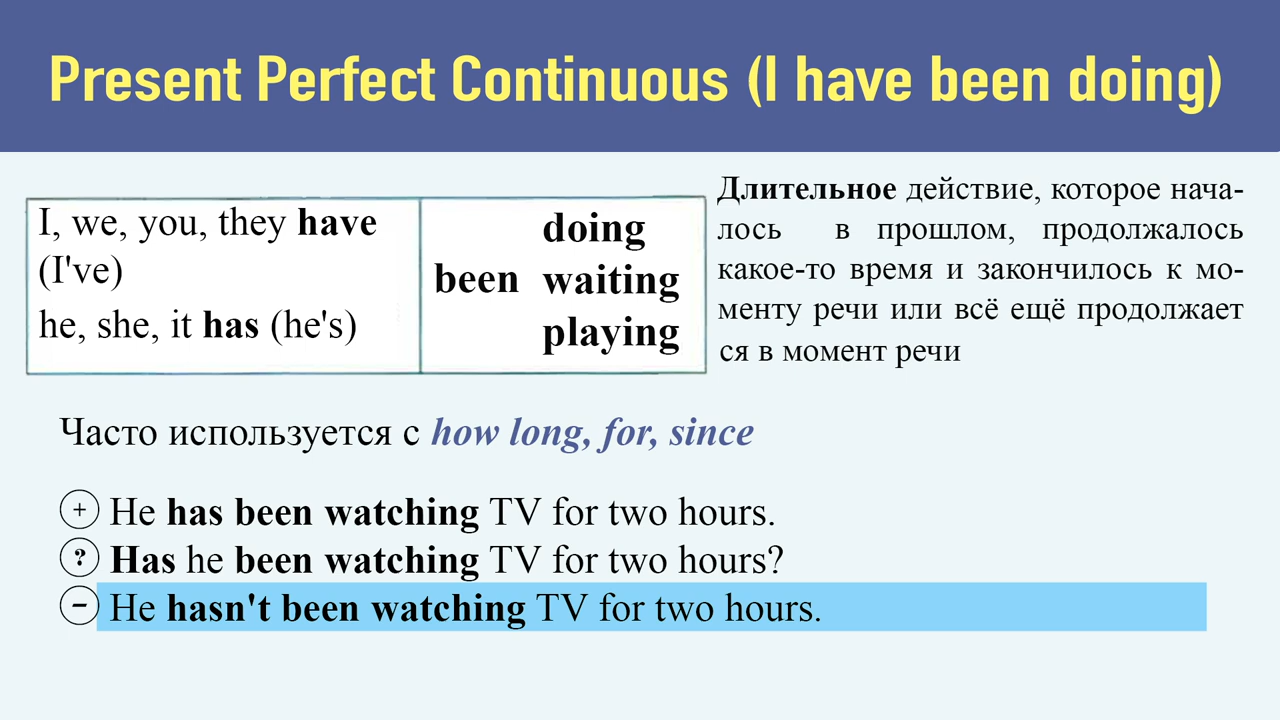 Present Perfect Continuous (I have been doing)
I, we, you, they have
(I've)
he, she, it has (he's)
been
doing
waiting
playing
Длительное действие, которое нача-
лось в прошлом, продолжалось
какое-то время и закончилось к мо-
менту речи или всё ещё продолжает
ся в момент речи
Часто используется с how long, for, since
+ He has been watching TV for two hours.
? Has he been watching TV for two hours?
− He hasn't been watching TV for two hours.